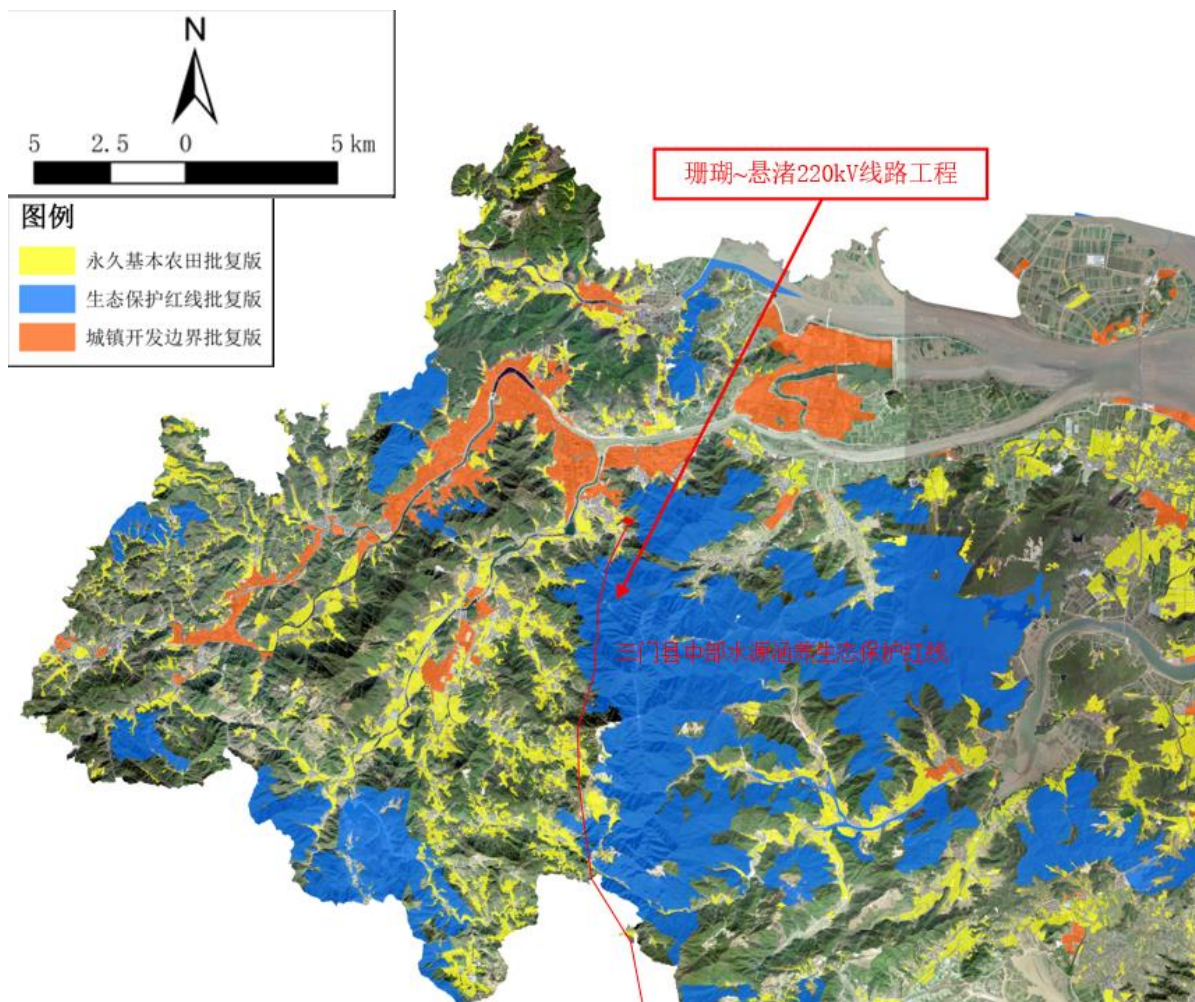 N
5 2.5 0 5 km
图例
永久基本农田批复版
生态保护红线批复版
城镇开发边界批复版
珊瑚~悬渚220kV线路工程
三门县中部水源涵养生态保护红线